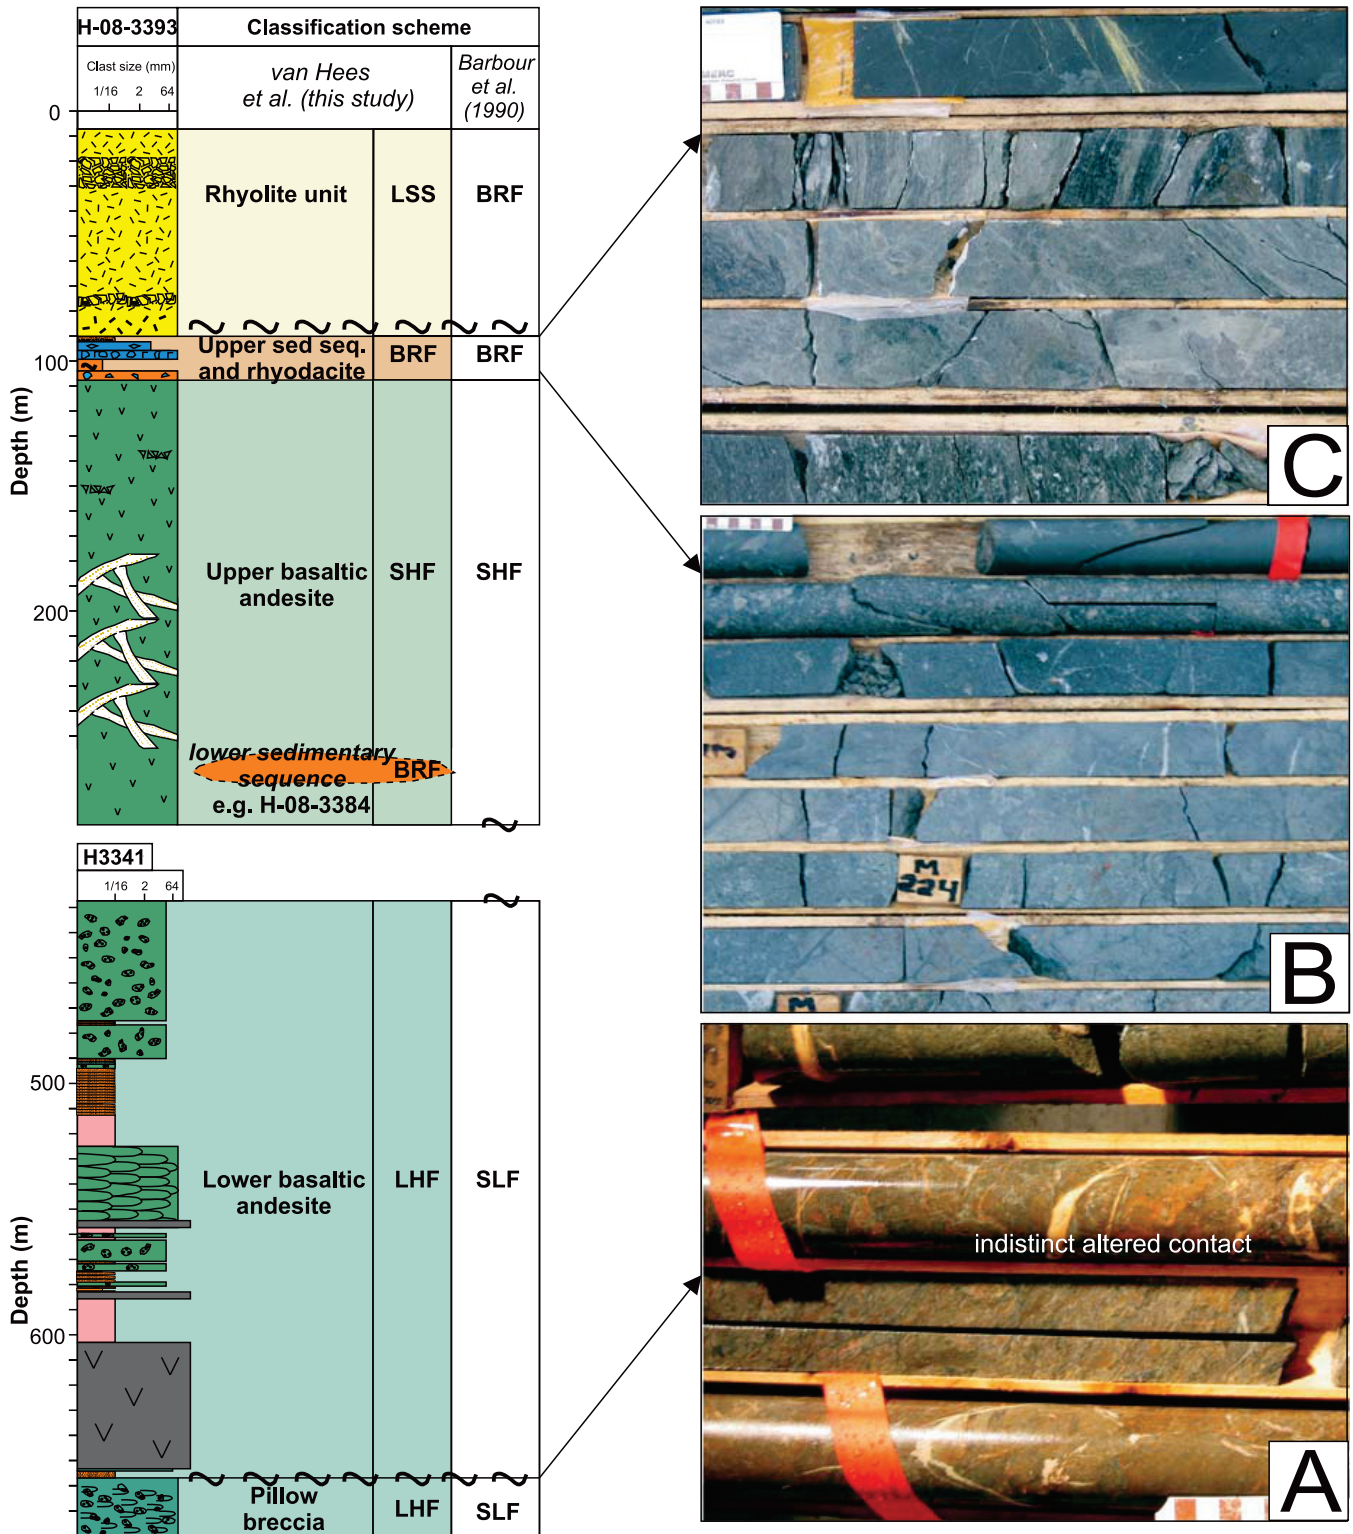 H-08-3393
Classification scheme
Clast size (mm)
1/16 2 64
van Hees
et al. (this study)
Barbour
et al.
(1990)
0
Rhyolite unit
LSS
BRF
100
Upper sed seq.
and rhyodacite
BRF
BRF
Depth (m)
Upper basaltic
andesite
SHF
SHF
200
lower sedimentary
sequence
BRF
e.g. H-08-3384
H3341
1/16 2 64
500
Lower basaltic
andesite
LHF
SLF
Depth (m)
600
Pillow
breccia
LHF
SLF
C
M
224
M
B
indistinct altered contact
A